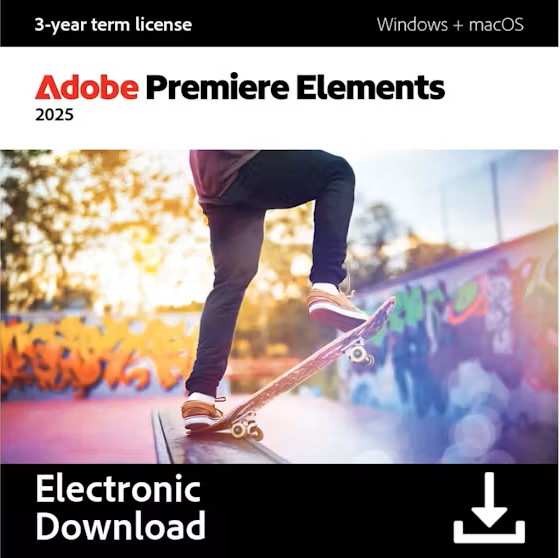 3-year term license
Windows + macOS
Adobe Premiere Elements
2025
Electronic
Download